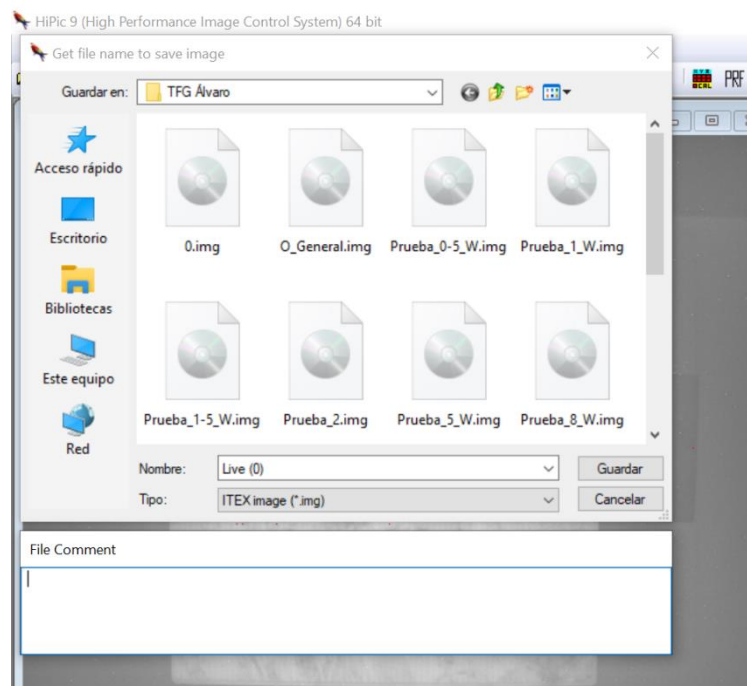 HiPic 9 (High Performance Image Control System) 64 bit
Get file name to save image
Guardar en:
TFG Álvaro
BCAL
PRF
Acceso rápido
Escritorio
Bibliotecas
Este equipo
Red
0.img
O_General.img
Prueba_0-5_W.img
Prueba_1_W.img
Prueba_1-5_W.img
Prueba_2.img
Prueba_5_W.img
Prueba_8_W.img
Nombre:
Live (0)
Guardar
Tipo:
ITEX image (*.img)
Cancelar
File Comment